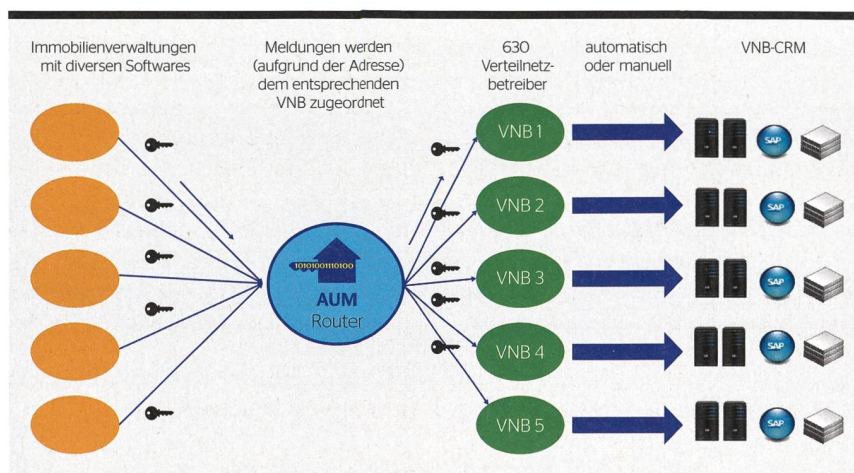 Immobilienverwaltungen
mit diversen Softwares
Meldungen werden
(aufgrund der Adresse)
dem entsprechenden
VNB zugeordnet
630
Verteilnetz-
betreiber
automatisch
oder manuell
VNB-CRM
VNB 1
SAP
VNB 2
SAP
10101001110100
AUM
Router
VNB 3
SAP
VNB 4
SAP
VNB 5
SAP